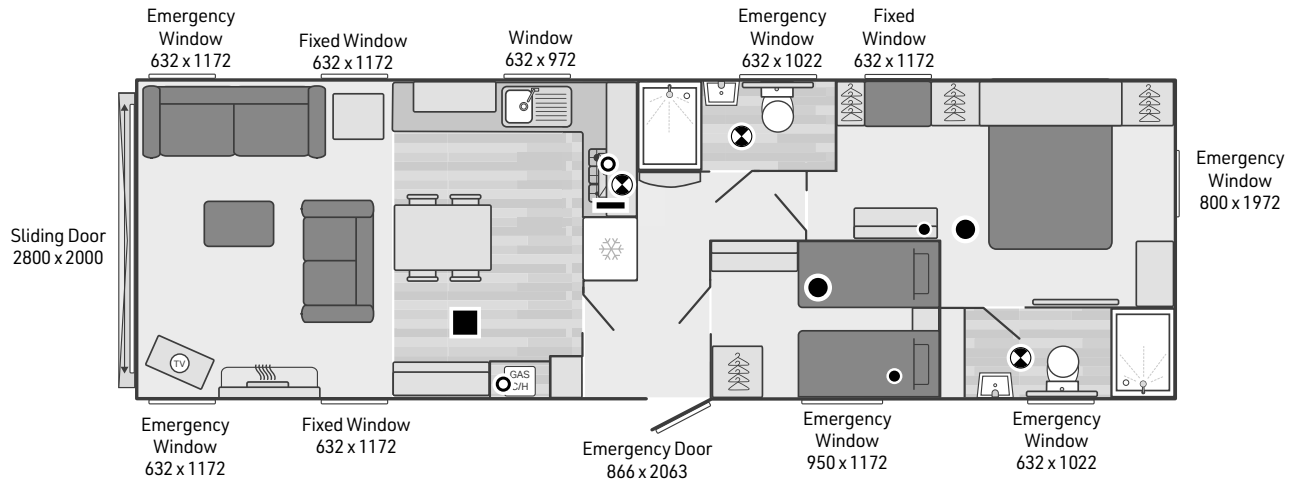 Emergency
Window
632 x 1172
Fixed Window
632 x 1172
Window
632 x 972
Emergency
Window
632 x 1022
Fixed
Window
632 x 1172
Emergency
Window
800 x 1972
Sliding Door
2800 x 2000
TV
GAS
C/H
Emergency
Window
632 x 1172
Fixed Window
632 x 1172
Emergency Door
866 x 2063
Emergency
Window
950 x 1172
Emergency
Window
632 x 1022